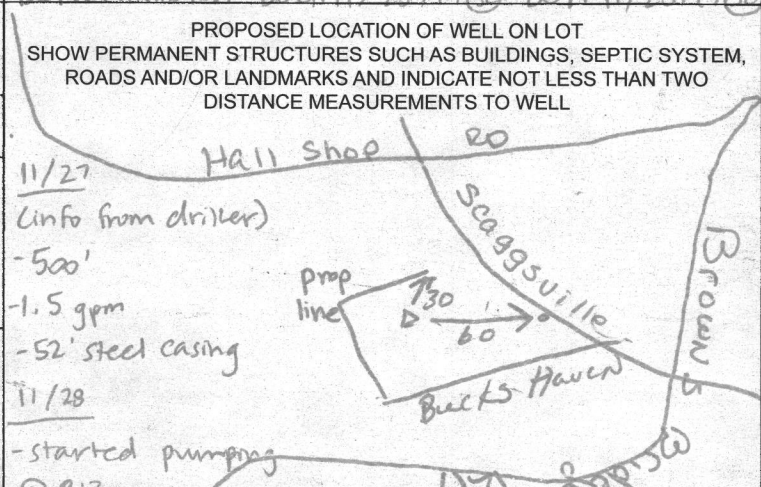 PROPOSED LOCATION OF WELL ON LOT
SHOW PERMANENT STRUCTURES SUCH AS BUILDINGS, SEPTIC SYSTEM,
ROADS AND/OR LANDMARKS AND INDICATE NOT LESS THAN TWO
DISTANCE MEASUREMENTS TO WELL
Hall Shop RD
11/27
(info from driller)
-500'
-1.5 gpm
-52' steel casing
11/28
-started pumping
Scaggsville
Browns
Bridge
prop
line
30
60'
Bucks Haven